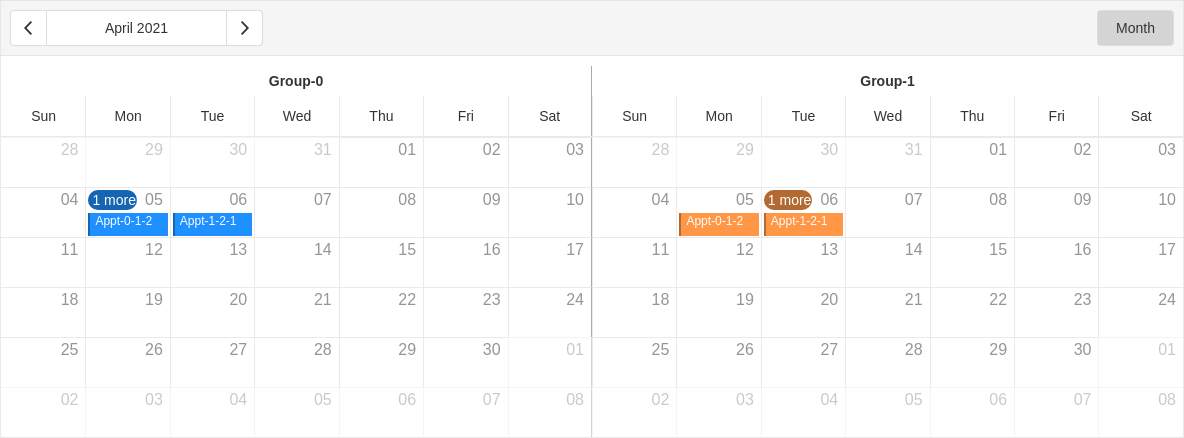 April 2021 Month
Group-0 Group-1
Sun Mon Tue Wed Thu Fri Sat Sun Mon Tue Wed Thu Fri Sat
28 29 30 31 01 02 03 28 29 30 31 01 02 03
04 1 more 05 06 07 08 09 10 04 05 1 more 06 07 08 09 10
Appt-0-1-2 Appt-1-2-1 Appt-0-1-2 Appt-1-2-1
11 12 13 14 15 16 17 11 12 13 14 15 16 17
18 19 20 21 22 23 24 18 19 20 21 22 23 24
25 26 27 28 29 30 01 25 26 27 28 29 30 01
02 03 04 05 06 07 08 02 03 04 05 06 07 08